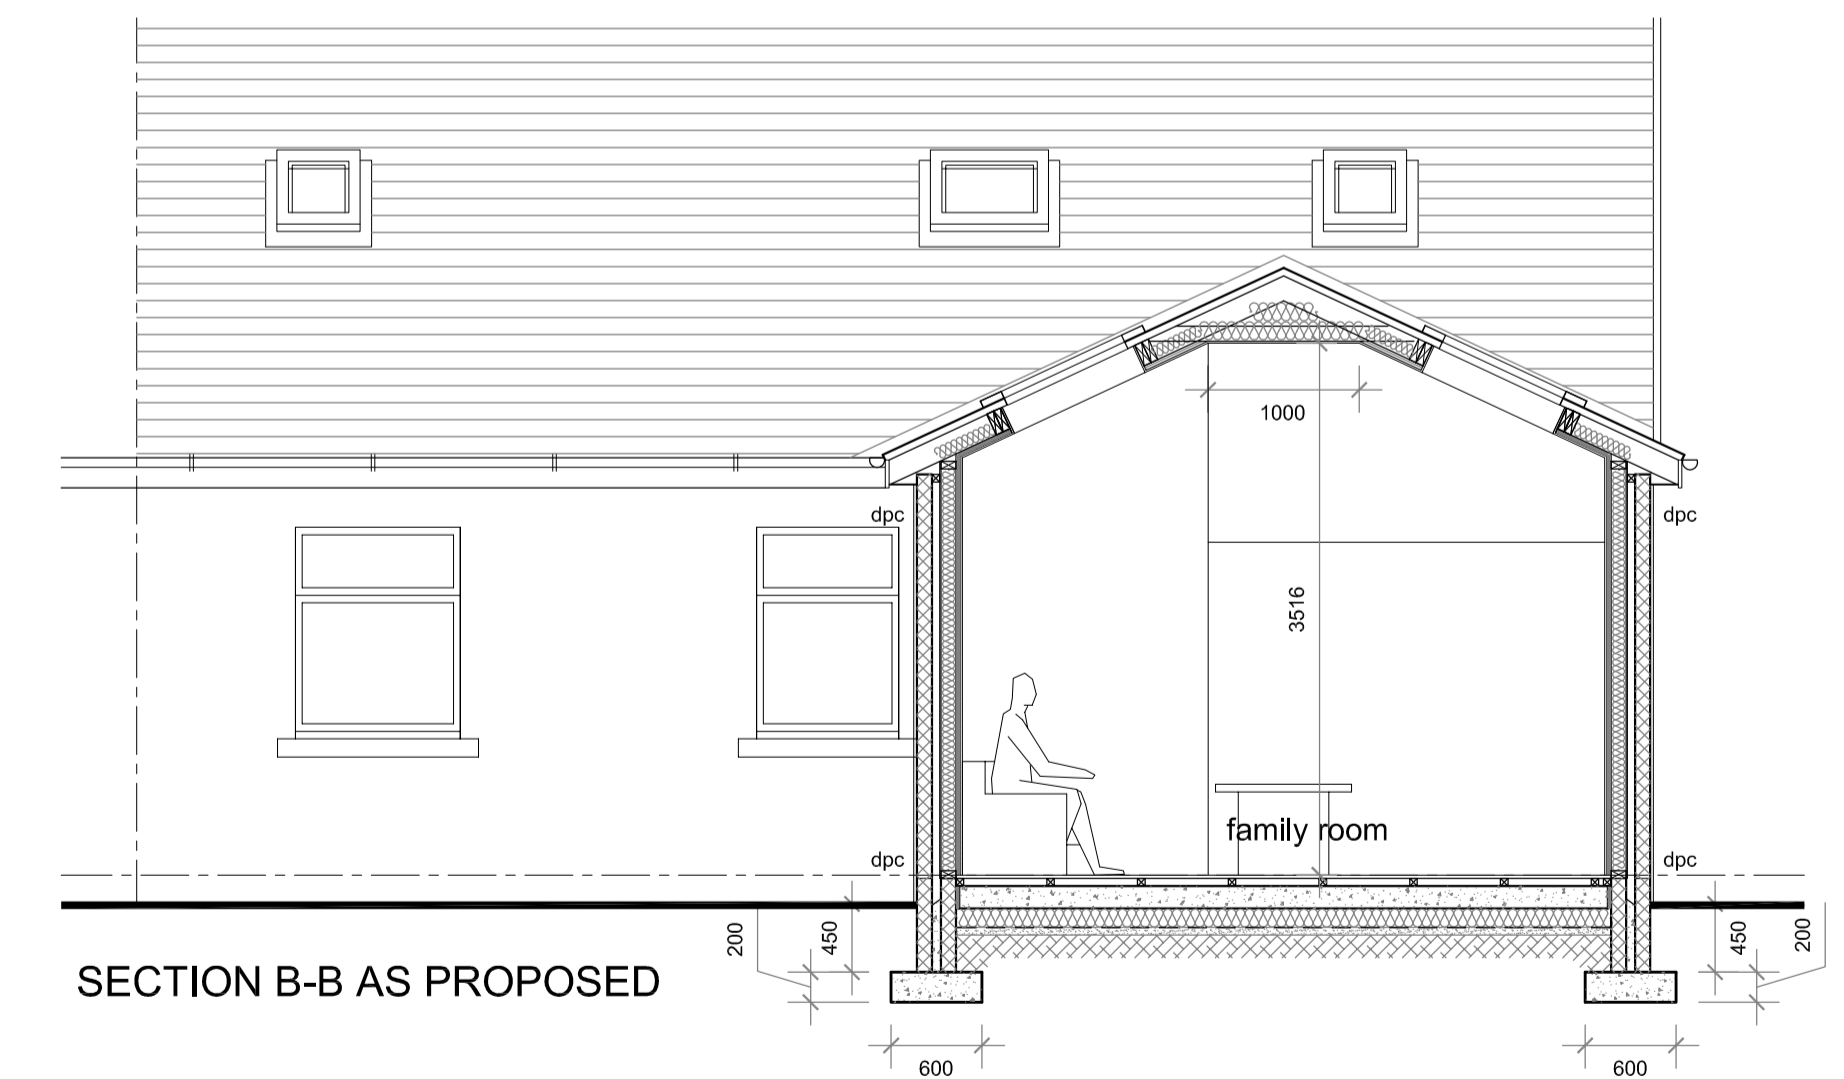 1000
dpc
dpc
3516
family room
dpc
dpc
200
450
450
200
SECTION B-B AS PROPOSED
600
600